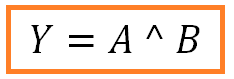 Y = A ^ B